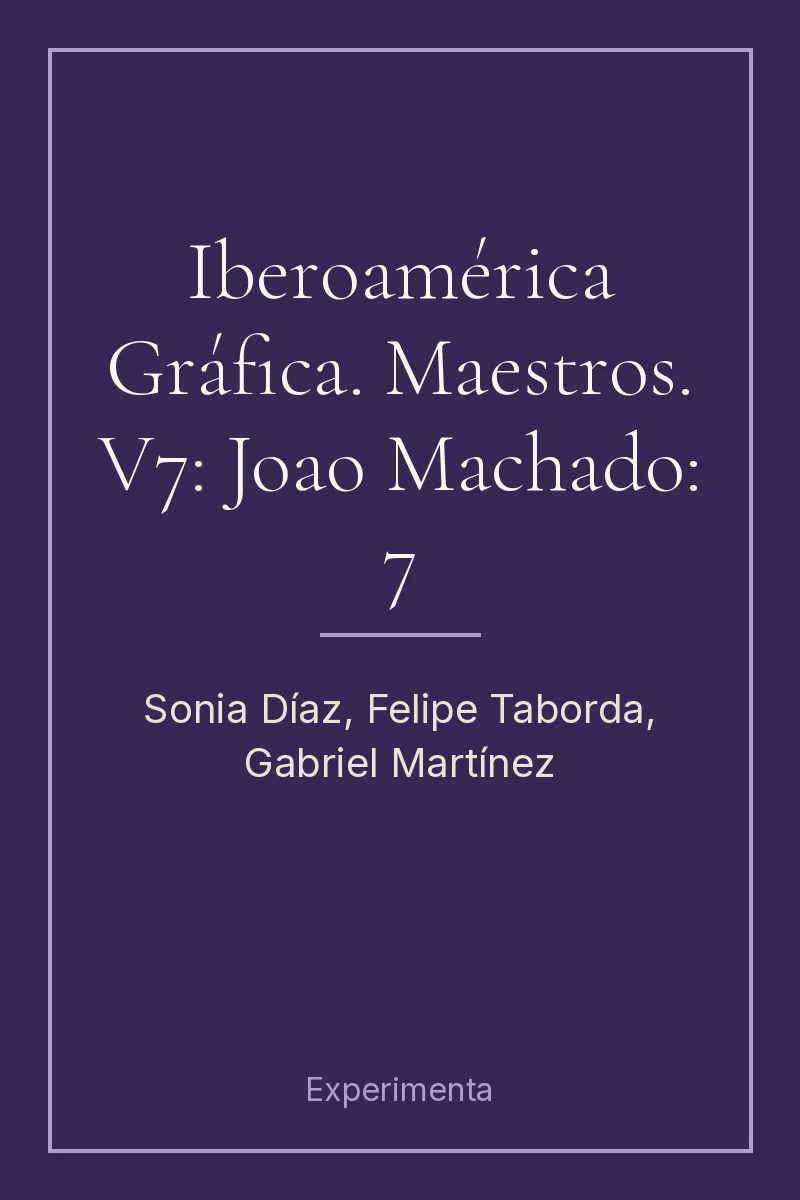 Iberoamérica
Gráfica. Maestros.
V7: Joao Machado:
7
Sonia Díaz, Felipe Taborda,
Gabriel Martínez
Experimenta